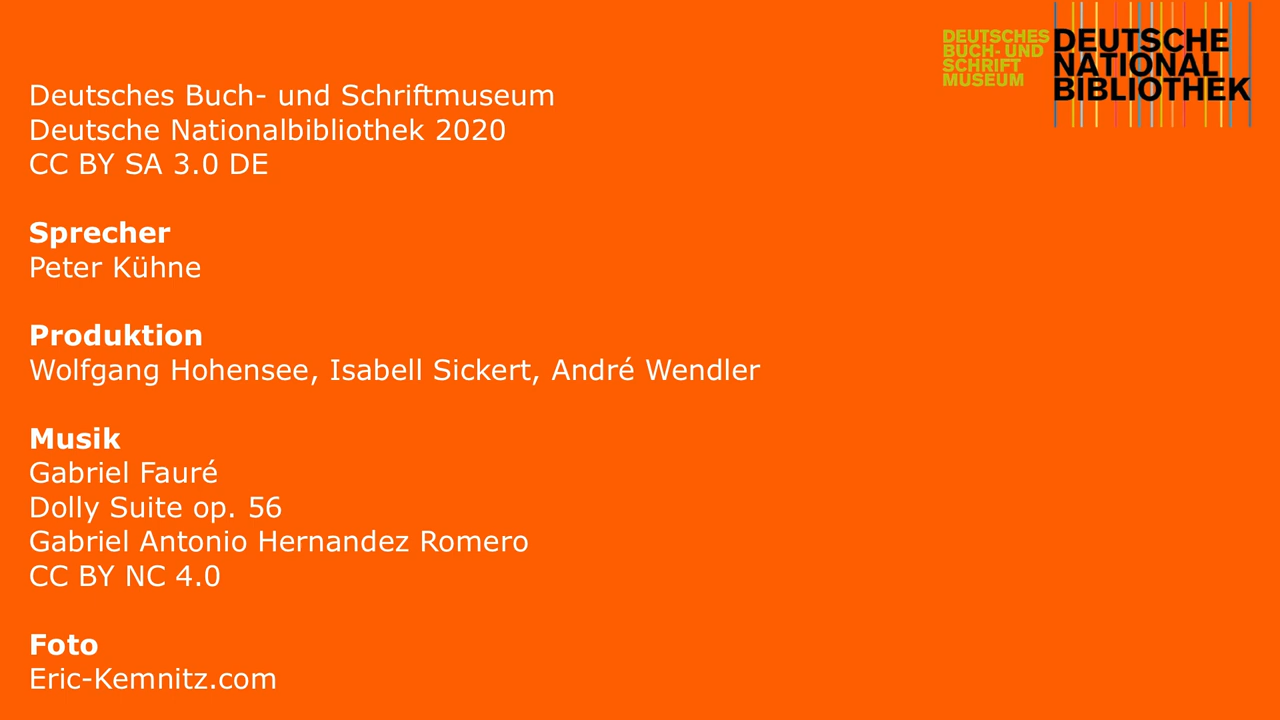 DEUTSCHES
BUCH- UND
SCHRIFT
MUSEUM
DEUTSCHE
NATIONAL
BIBLIOTHEK
Deutsches Buch- und Schriftmuseum
Deutsche Nationalbibliothek 2020
CC BY SA 3.0 DE
Sprecher
Peter Kühne
Produktion
Wolfgang Hohensee, Isabell Sickert, André Wendler
Musik
Gabriel Fauré
Dolly Suite op. 56
Gabriel Antonio Hernandez Romero
CC BY NC 4.0
Foto
Eric-Kemnitz.com